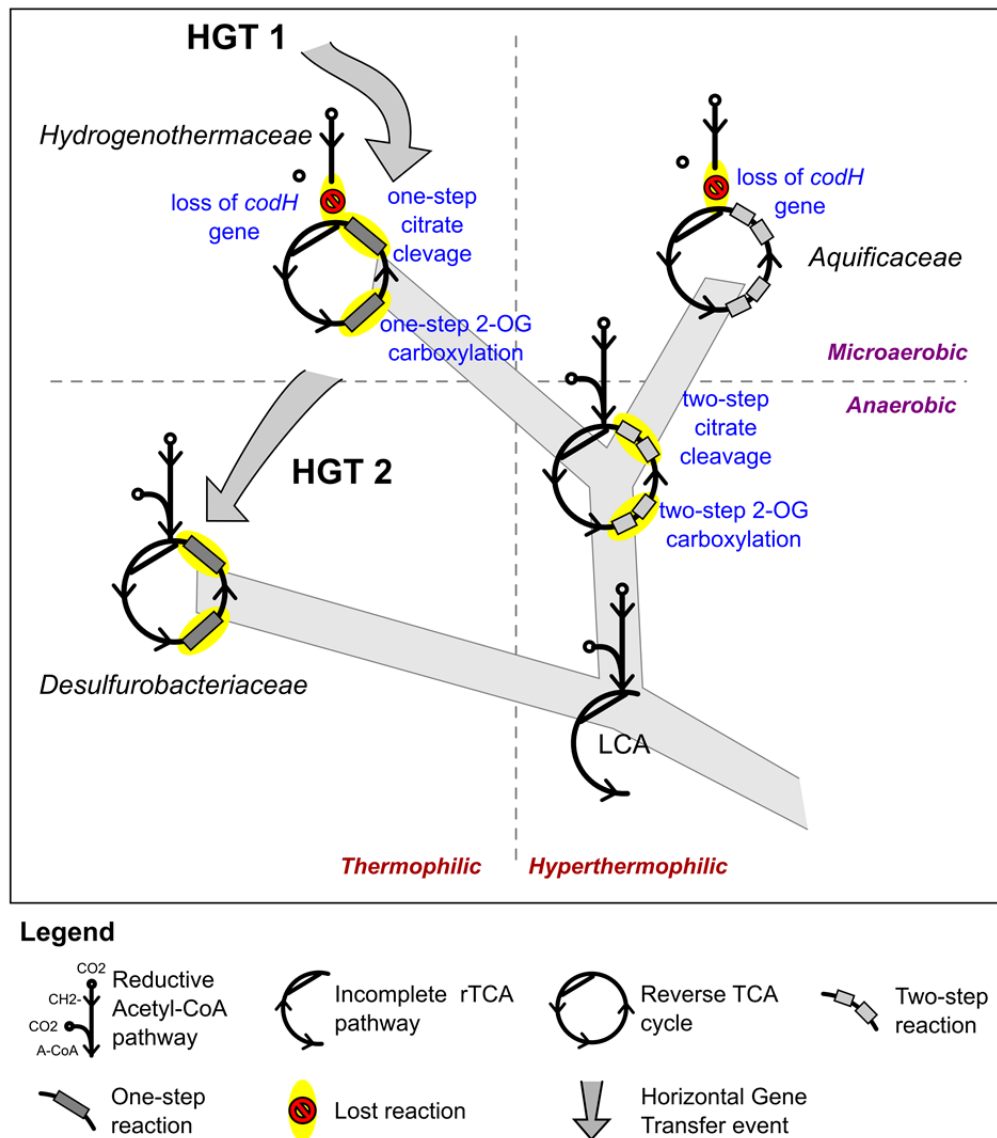 HGT 1
Hydrogenothermaceae
loss of codH
gene
one-step
citrate
clevage
one-step 2-OG
carboxylation
loss of codH
gene
Aquificaceae
Microaerobic
Anaerobic
two-step
citrate
cleavage
two-step 2-OG
carboxylation
HGT 2
Desulfurobacteriaceae
LCA
Thermophilic
Hyperthermophilic
Legend
CO2
CH2-
CO2
A-CoA
Reductive
Acetyl-CoA
pathway
Incomplete rTCA
pathway
Reverse TCA
cycle
Two-step
reaction
One-step
reaction
Lost reaction
Horizontal Gene
Transfer event